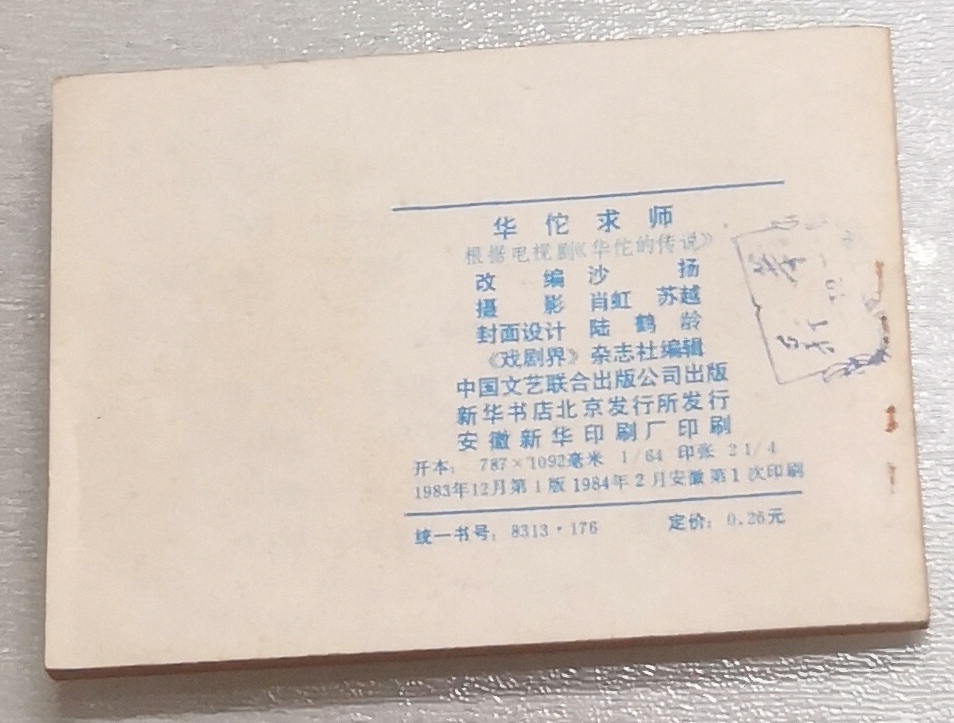 华佗求师
根据电视剧《华佗的传说》
改编 沙扬
摄影 肖虹 苏越
封面设计 陆鹤龄
《戏剧界》杂志社编辑
中国文艺联合出版公司出版
新华书店北京发行所发行
安徽新华印刷厂印刷
开本：787×1092毫米 1/64 印张 2 1/4
1983年12月第1版 1984年2月安徽第1次印刷
统一书号：8313·176 定价：0.26元